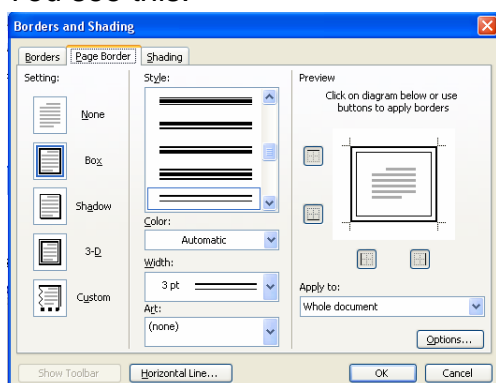 You see this:
Borders and Shading
Borders Page Border Shading
Setting:
None
Box
Shadow
3-D
Custom
Style:
Color:
Automatic
Width:
3 pt
Art:
(none)
Preview
Click on diagram below or use
buttons to apply borders
Apply to:
Whole document
Options...
Show Toolbar Horizontal Line... OK Cancel